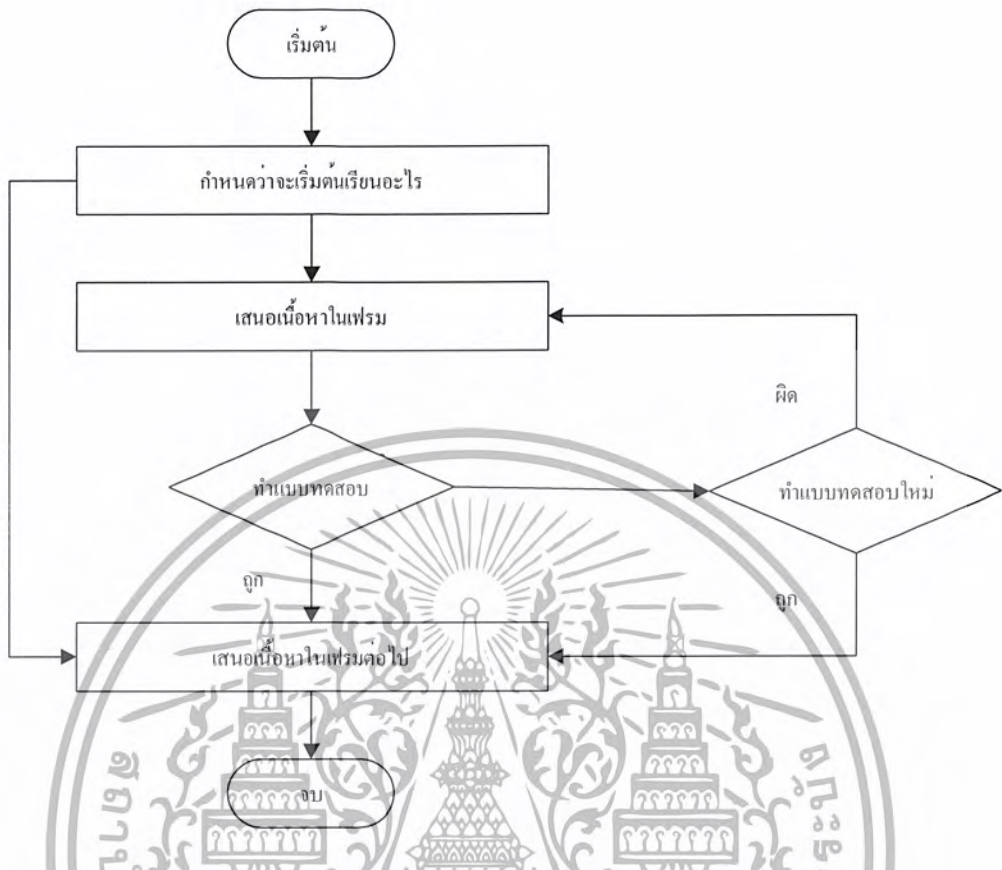 เริ่มต้น
กำหนดว่าจะเริ่มต้นเรียนอะไร
เสนอเนื้อหาในเฟรม
ผิด
ทำแบบทดสอบ
ทำแบบทดสอบใหม่
ถูก
ถูก
เสนอเนื้อหาในเฟรมต่อไป
จบ